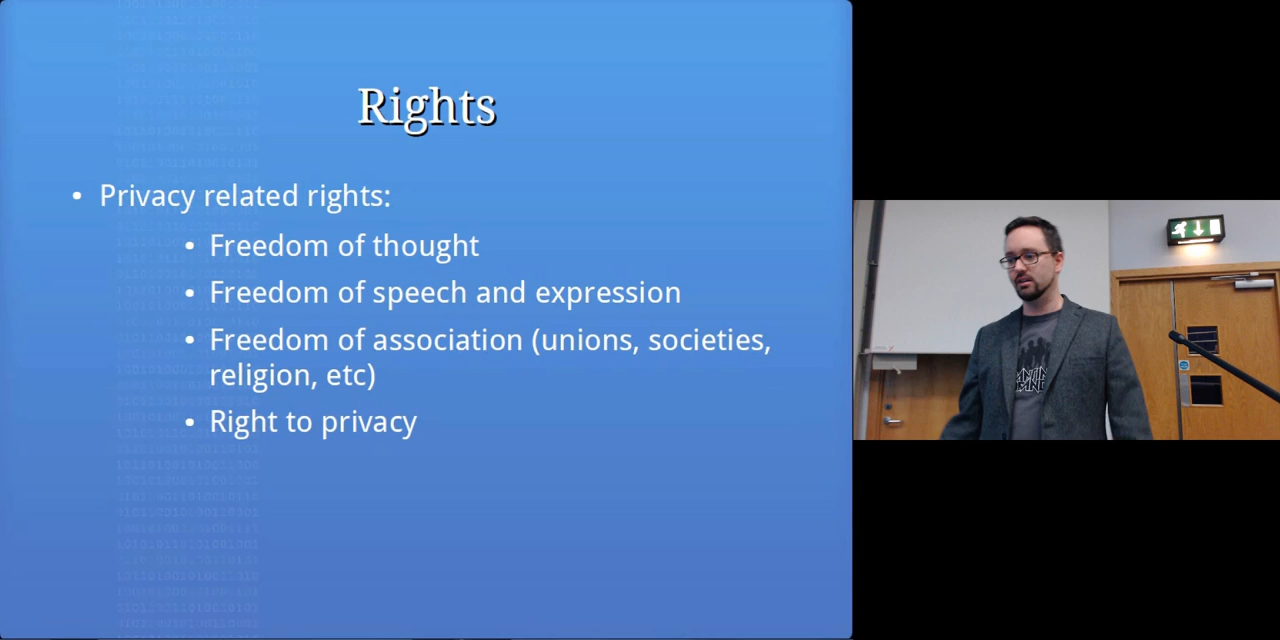 Rights
• Privacy related rights:
• Freedom of thought
• Freedom of speech and expression
• Freedom of association (unions, societies,
religion, etc)
• Right to privacy